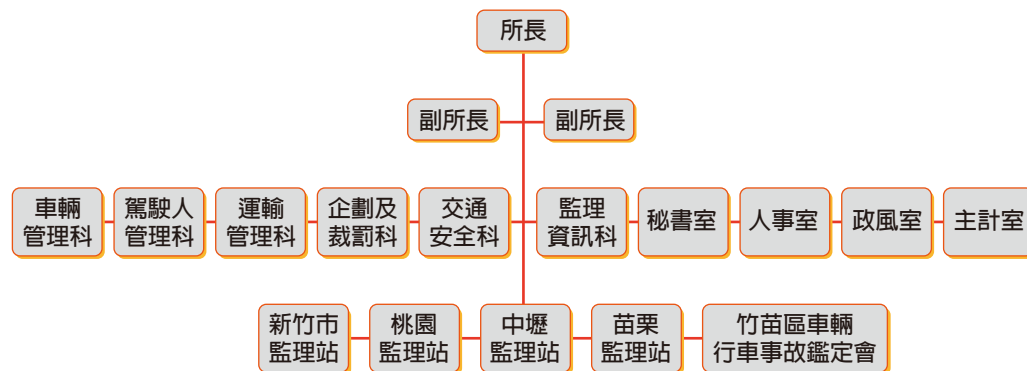 所長
副所長
副所長
車輛
管理科
駕駛人
管理科
運輸
管理科
企劃及
裁罰科
交通
安全科
監理
資訊科
秘書室
人事室
政風室
主計室
新竹市
監理站
桃園
監理站
中壢
監理站
苗栗
監理站
竹苗區車輛
行車事故鑑定會